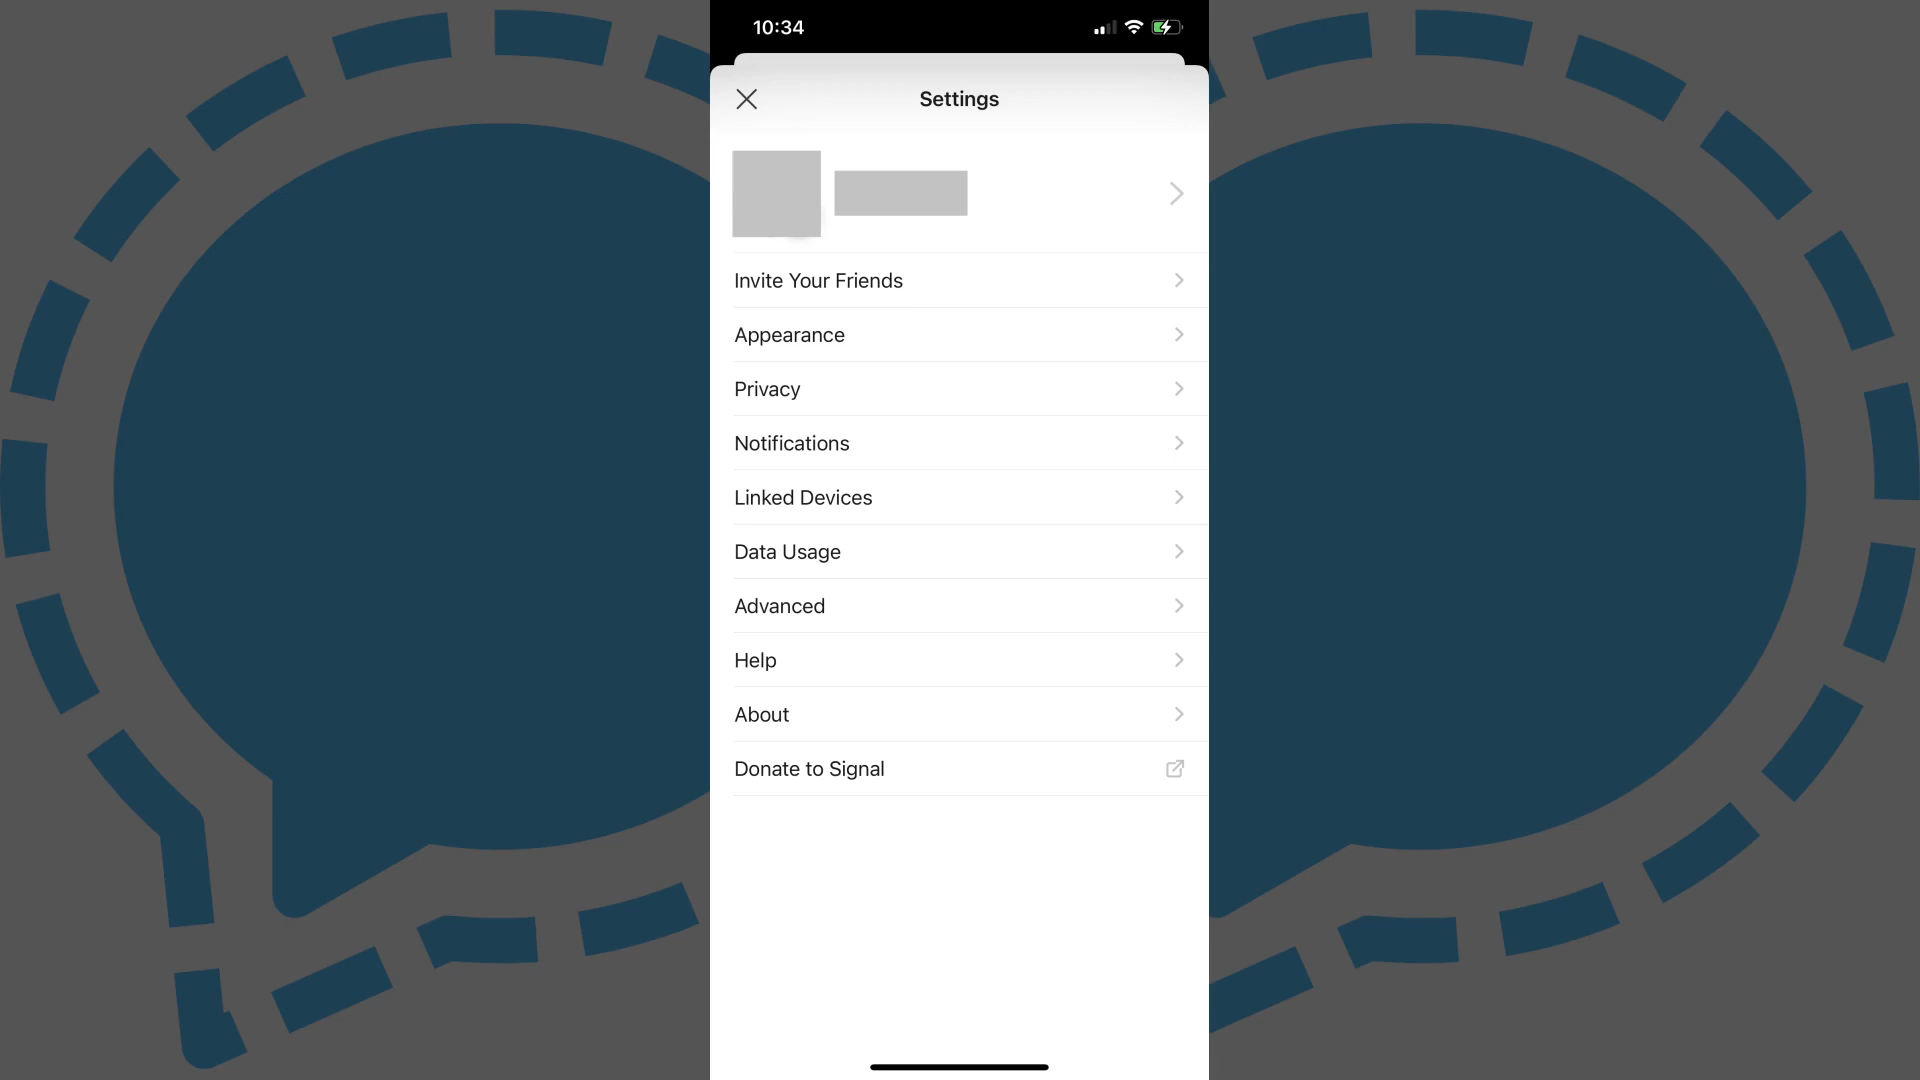 10:34
Settings
Invite Your Friends
Appearance
Privacy
Notifications
Linked Devices
Data Usage
Advanced
Help
About
Donate to Signal